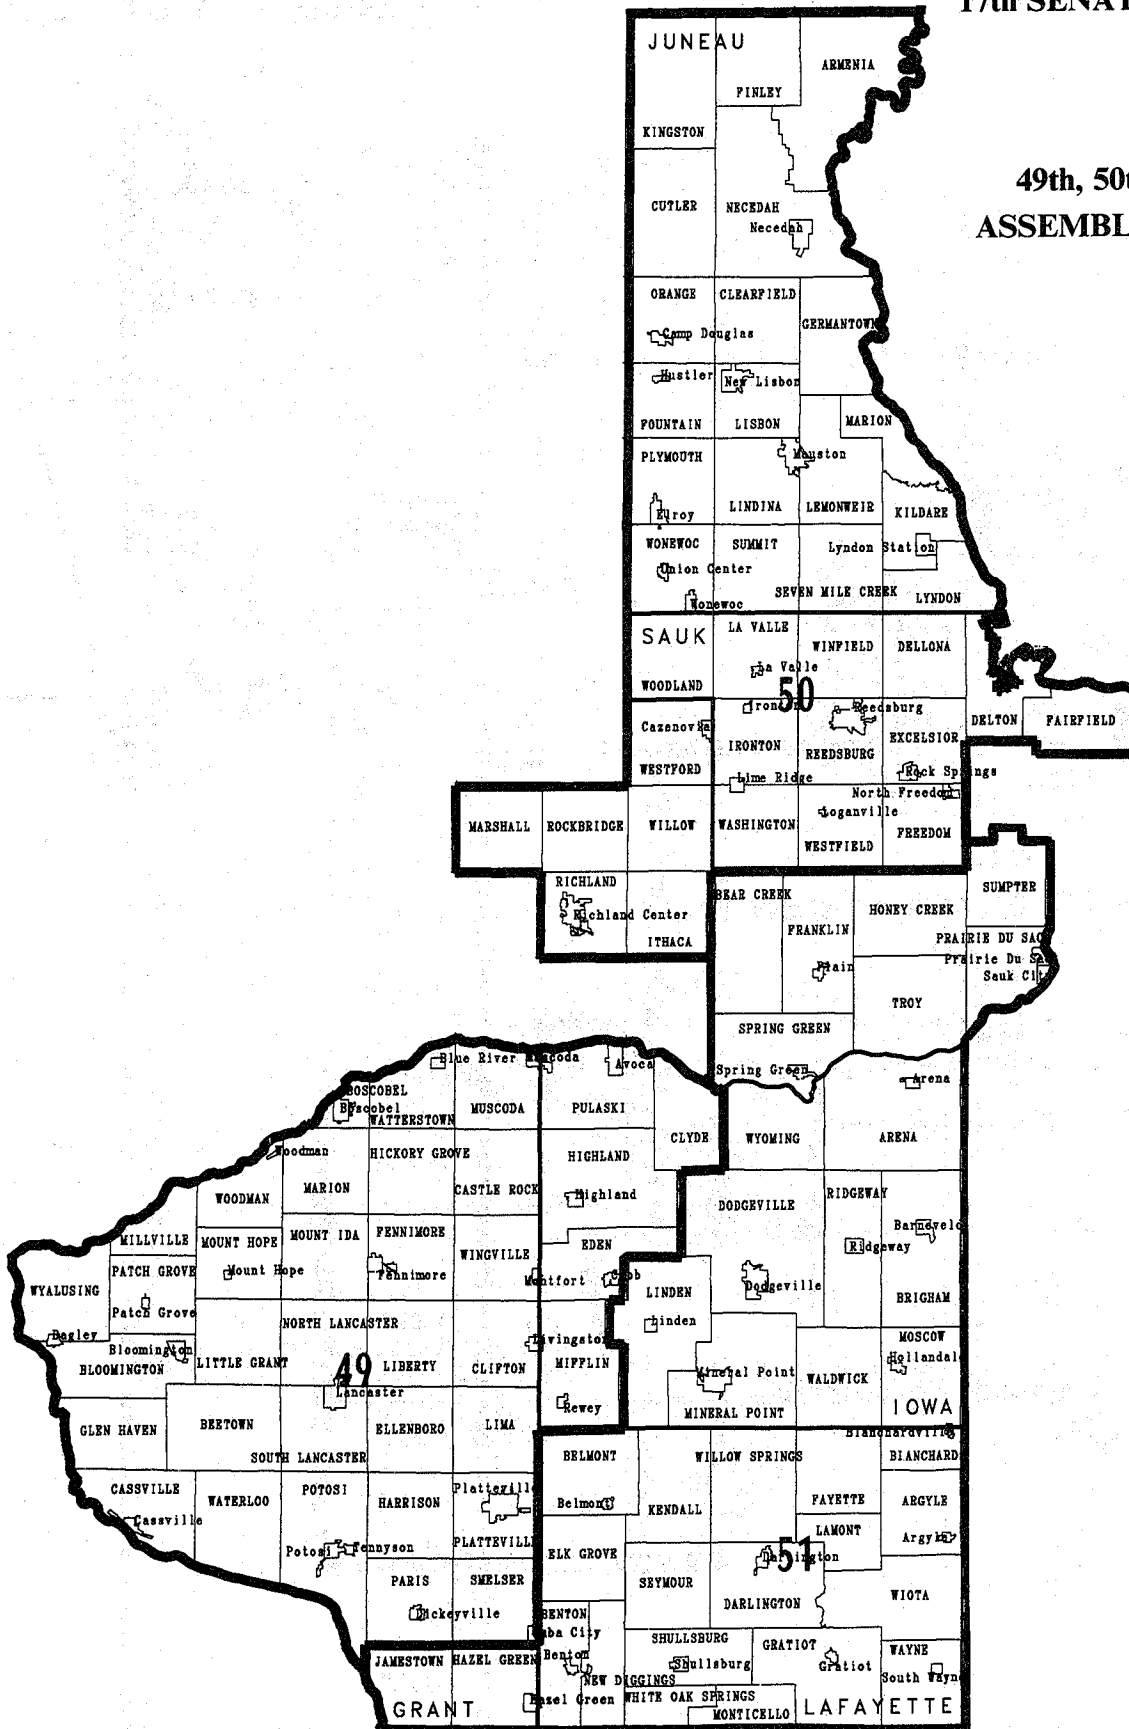 17th SENAT
JUNEAU
ARMENIA
FINLEY
KINGSTON
49th, 50t
CUTLER
NECEDAH
ASSEMBL
Necedah
ORANGE
CLEARFIELD
GERMANTOWN
Camp Douglas
Hustler
New Lisbon
FOUNTAIN
LISBON
MARION
PLYMOUTH
Mauston
Elroy
LINDINA
LEMONWEIR
KILDARE
WONEWOC
SUMMIT
Lyndon Station
Union Center
SEVEN MILE CREEK
LYNDON
Wonewoc
LA VALLE
SAUK
WINFIELD
DELLONA
La Valle
WOODLAND
50
Ironton
Reedsburg
Cazenovia
DELTON
FAIRFIELD
IRONTON
REEDSBURG
EXCELSIOR
WESTFORD
Lime Ridge
Rock Springs
North Freedom
MARSHALL
ROCKBRIDGE
WILLOW
WASHINGTON
Loganville
FREEDOM
WESTFIELD
RICHLAND
BEAR CREEK
SUMPTER
Richland Center
HONEY CREEK
FRANKLIN
ITHACA
PRAIRIE DU SAC
Plain
Prairie Du Sa
Sauk Cit
TROY
SPRING GREEN
Blue River
Muscoda
Avoca
Spring Green
Arena
BOSCOBEL
Boscobel
WATTERSTOWN
MUSCODA
PULASKI
CLYDE
WYOMING
ARENA
Woodman
HICKORY GROVE
HIGHLAND
MARION
CASTLE ROCK
WOODMAN
Highland
DODGEVILLE
RIDGEWAY
MILLVILLE
MOUNT HOPE
MOUNT IDA
FENNIMORE
WINGVILLE
EDEN
Barneveld
Ridgeway
WYALUSING
PATCH GROVE
Mount Hope
Fennimore
Montfort
Cobb
Dodgeville
LINDEN
BRIGHAM
Patch Grove
NORTH LANCASTER
Linden
Bagley
Bloomington
Livingston
MOSCOW
BLOOMINGTON
LITTLE GRANT
49
LIBERTY
CLIFTON
MIFFLIN
Hollandal
Mineral Point
WALDWICK
Lancaster
Rewey
MINERAL POINT
IOWA
GLEN HAVEN
BEETOWN
ELLENBORO
LIMA
Blanchardville
SOUTH LANCASTER
BELMONT
WILLOW SPRINGS
BLANCHARD
CASSVILLE
WATERLOO
POTOSI
HARRISON
Platteville
Belmont
KENDALL
FAYETTE
ARGYLE
Cassville
LAMONT
Argyle
Potosi
Tennyson
PLATTEVILLE
ELK GROVE
Darlington
51
PARIS
SMELSER
SEYMOUR
DARLINGTON
WIOTA
Dickeyville
BENTON
Cuba City
SHULLSBURG
GRATIOT
WAYNE
JAMESTOWN
HAZEL GREEN
Benton
Shullsburg
Gratiot
South Wayne
NEW DIGGINGS
GRANT
Hazel Green
WHITE OAK SPRINGS
MONTICELLO
LAFAYETTE